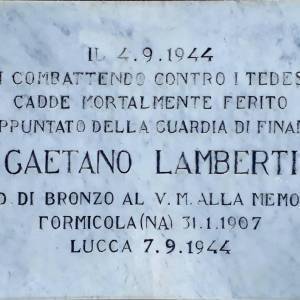 IL 4.9.1944
COMBATTENDO CONTRO I TEDES
CADDE MORTALMENTE FERITO
APPUNTATO DELLA GUARDIA DI FINAN
GAETANO LAMBERTI
D. DI BRONZO AL V.M. ALLA MEMO
FORMICOLA (NA) 31.1.1907
LUCCA 7.9.1944